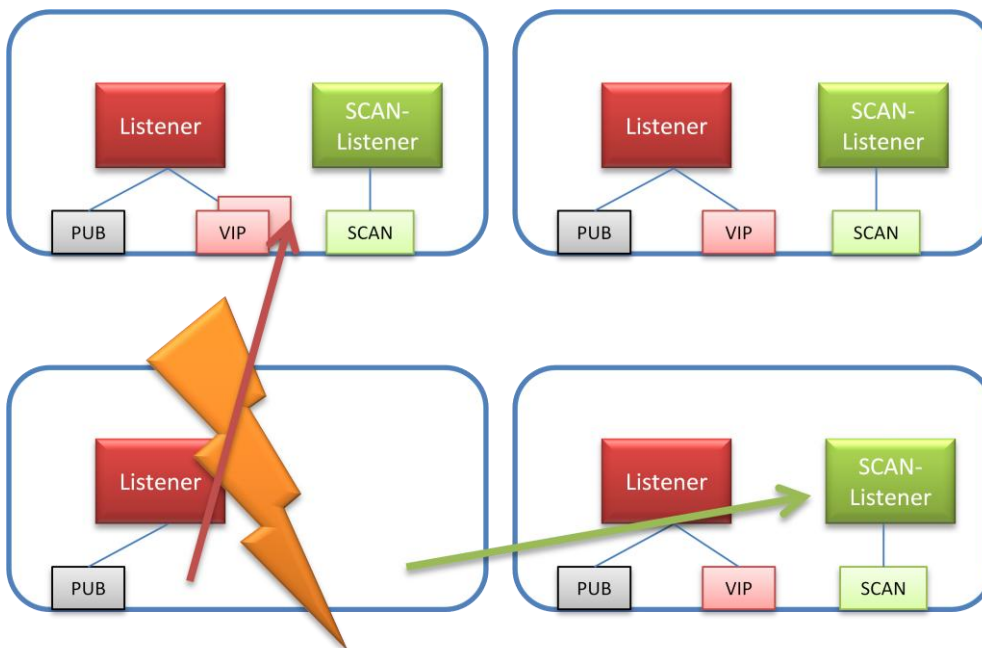 Listener
SCAN-
Listener
PUB
VIP
SCAN
Listener
SCAN-
Listener
PUB
VIP
SCAN
Listener
PUB
Listener
SCAN-
Listener
PUB
VIP
SCAN